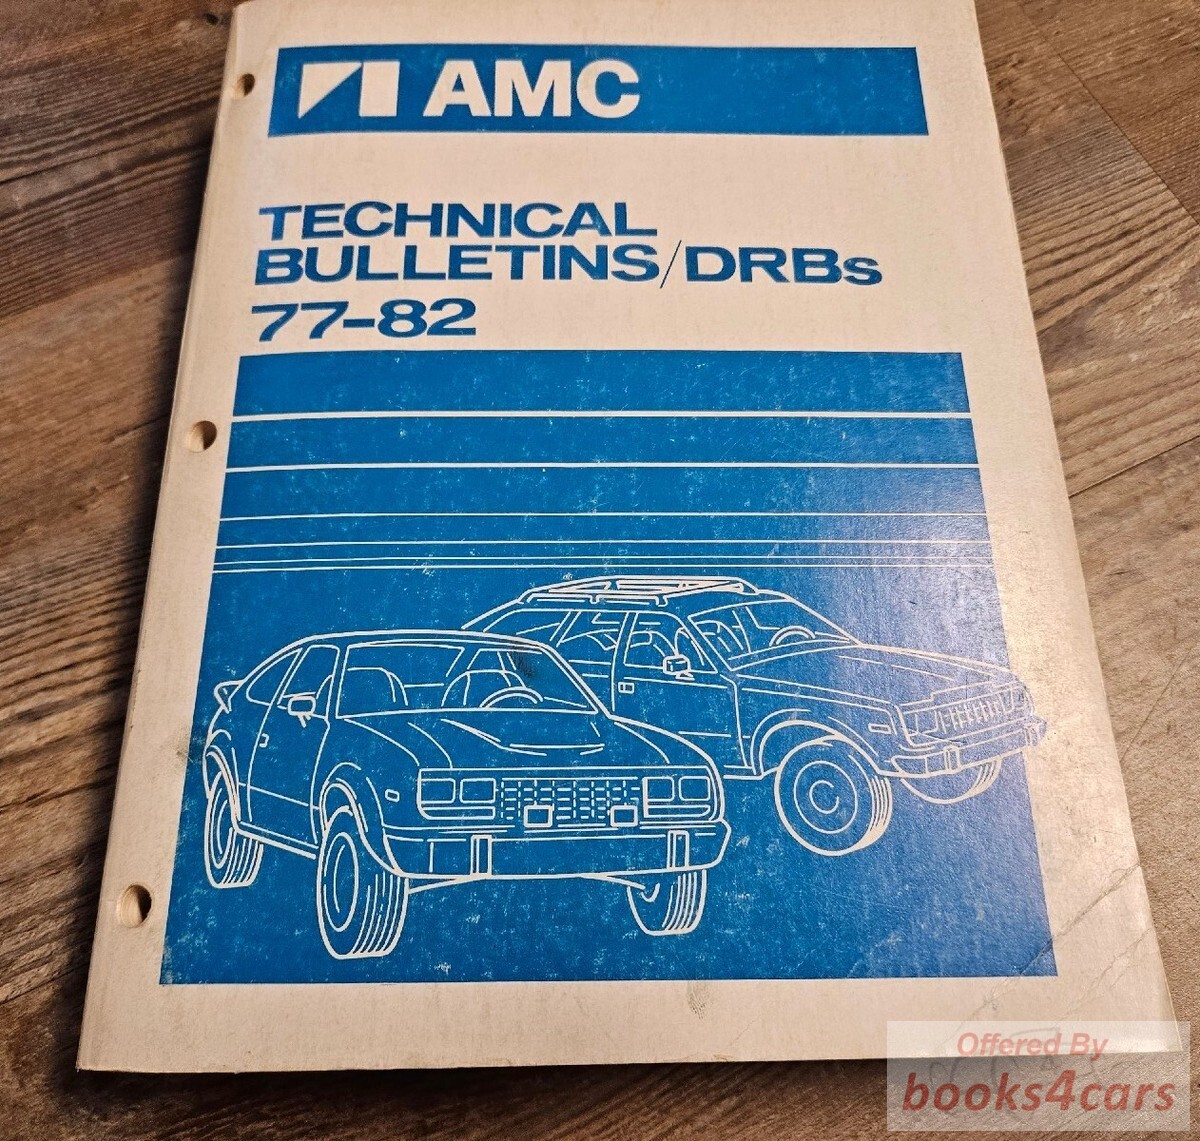 AMC
TECHNICAL
BULLETINS/DRBs
77-82
Offered By
books4cars